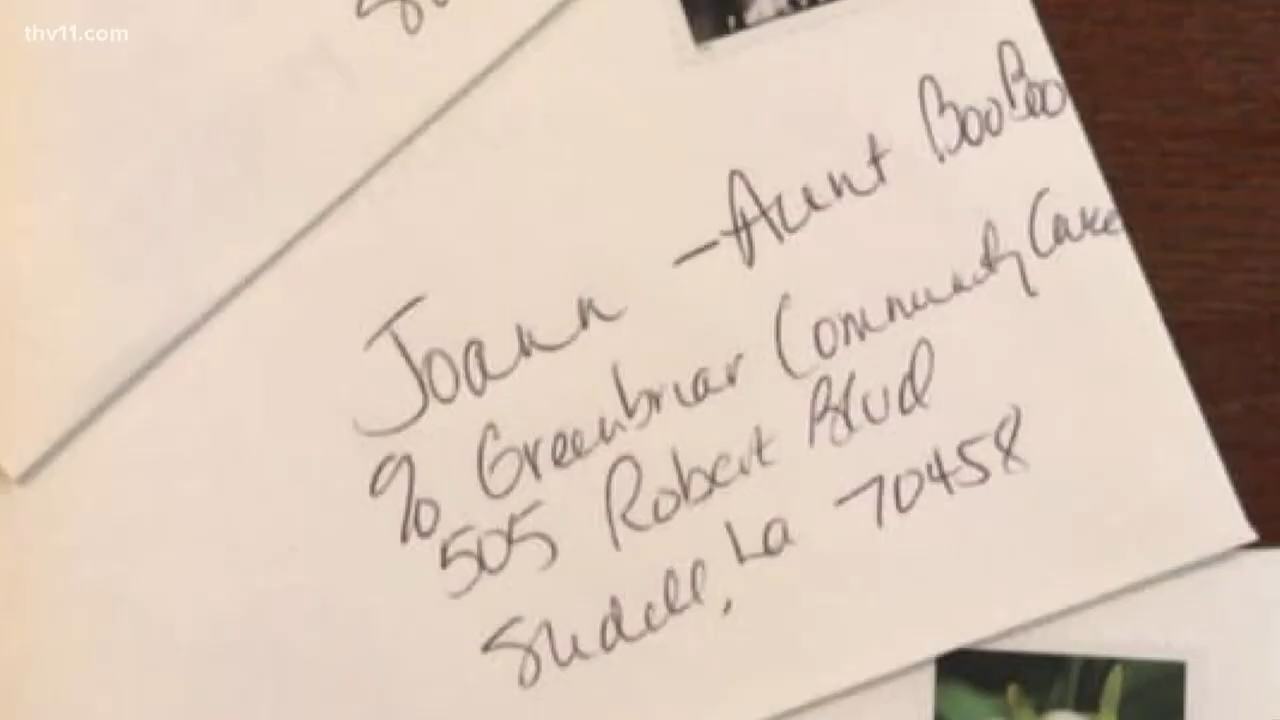 thv11.com
Joann - Aunt BooBoo
c/o Greenbriar Community Care
505 Robert Blvd
Slidell, La 70458